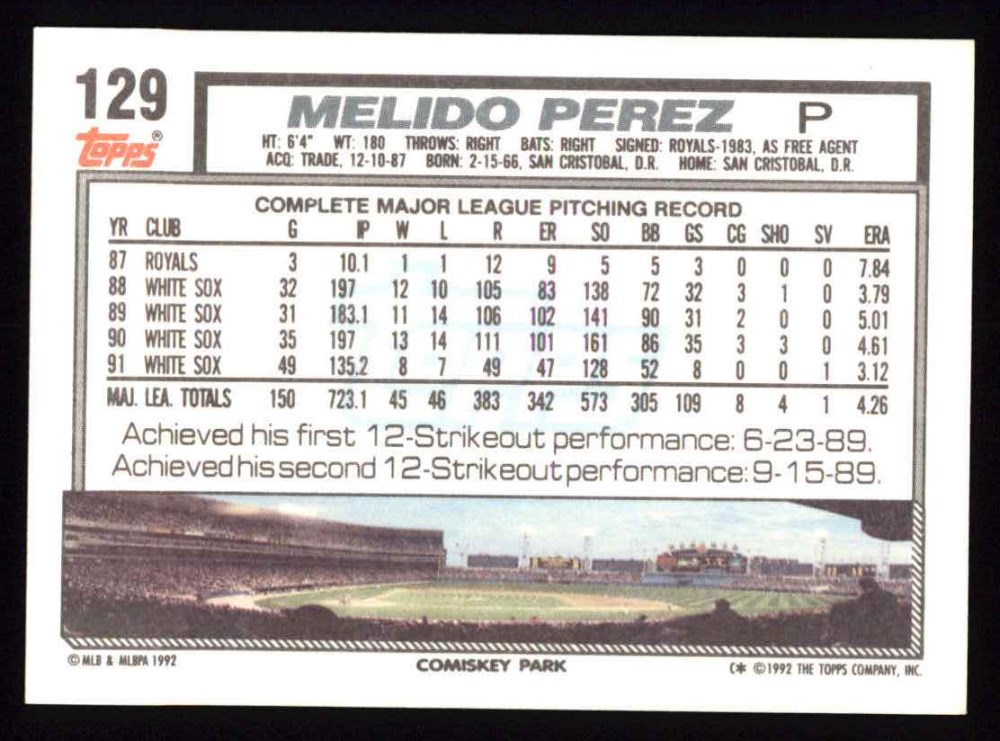 129
MELIDO PEREZ P
topps®
HT: 6'4" WT: 180 THROWS: RIGHT BATS: RIGHT SIGNED: ROYALS-1983, AS FREE AGENT
ACQ: TRADE, 12-10-87 BORN: 2-15-66, SAN CRISTOBAL, D.R. HOME: SAN CRISTOBAL, D.R.
COMPLETE MAJOR LEAGUE PITCHING RECORD
YR CLUB G IP W L R ER SO BB GS CG SHO SV ERA
87 ROYALS 3 10.1 1 1 12 9 5 5 3 0 0 0 7.84
88 WHITE SOX 32 197 12 10 105 83 138 72 32 3 1 0 3.79
89 WHITE SOX 31 183.1 11 14 106 102 141 90 31 2 0 0 5.01
90 WHITE SOX 35 197 13 14 111 101 161 86 35 3 3 0 4.61
91 WHITE SOX 49 135.2 8 7 49 47 128 52 8 0 0 1 3.12
MAJ. LEA. TOTALS 150 723.1 45 46 383 342 573 305 109 8 4 1 4.26
Achieved his first 12-Strikeout performance: 6-23-89.
Achieved his second 12-Strikeout performance: 9-15-89.
© MLB & MLBPA 1992 COMISKEY PARK C* ©1992 THE TOPPS COMPANY, INC.